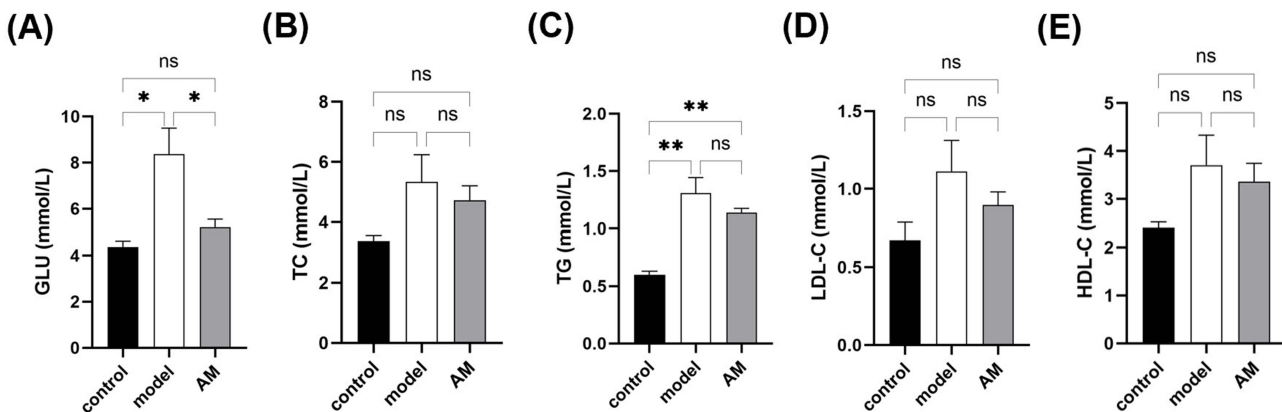 (A)
ns
* *
GLU (mmol/L)
10
8
6
4
2
0
control
model
AM
(B)
ns
ns ns
TC (mmol/L)
8
6
4
2
0
control
model
AM
(C)
**
** ns
TG (mmol/L)
2.0
1.5
1.0
0.5
0.0
control
model
AM
(D)
ns
ns ns
LDL-C (mmol/L)
1.5
1.0
0.5
0.0
control
model
AM
(E)
ns
ns ns
HDL-C (mmol/L)
5
4
3
2
1
0
control
model
AM